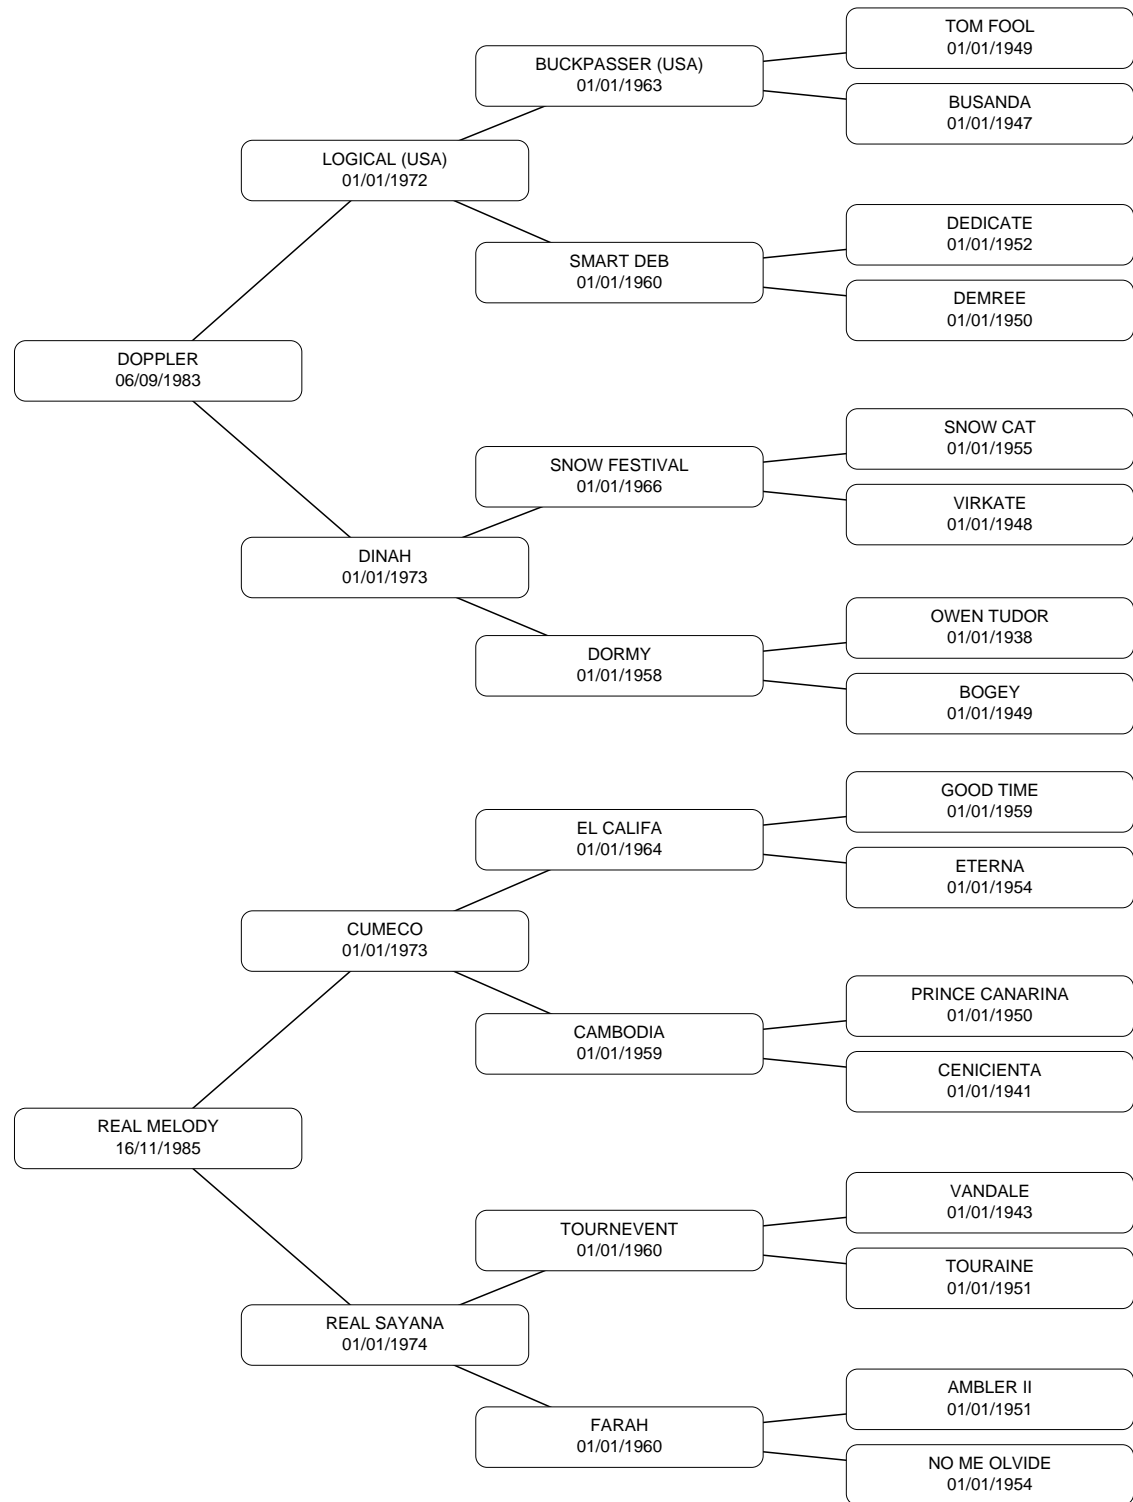 TOM FOOL
01/01/1949
BUCKPASSER (USA)
01/01/1963
BUSANDA
01/01/1947
LOGICAL (USA)
01/01/1972
DEDICATE
01/01/1952
SMART DEB
01/01/1960
DEMREE
01/01/1950
DOPPLER
06/09/1983
SNOW CAT
01/01/1955
SNOW FESTIVAL
01/01/1966
VIRKATE
01/01/1948
DINAH
01/01/1973
OWEN TUDOR
01/01/1938
DORMY
01/01/1958
BOGEY
01/01/1949
GOOD TIME
01/01/1959
EL CALIFA
01/01/1964
ETERNA
01/01/1954
CUMECO
01/01/1973
PRINCE CANARINA
01/01/1950
CAMBODIA
01/01/1959
CENICIENTA
01/01/1941
REAL MELODY
16/11/1985
VANDALE
01/01/1943
TOURNEVENT
01/01/1960
TOURAINE
01/01/1951
REAL SAYANA
01/01/1974
AMBLER II
01/01/1951
FARAH
01/01/1960
NO ME OLVIDE
01/01/1954